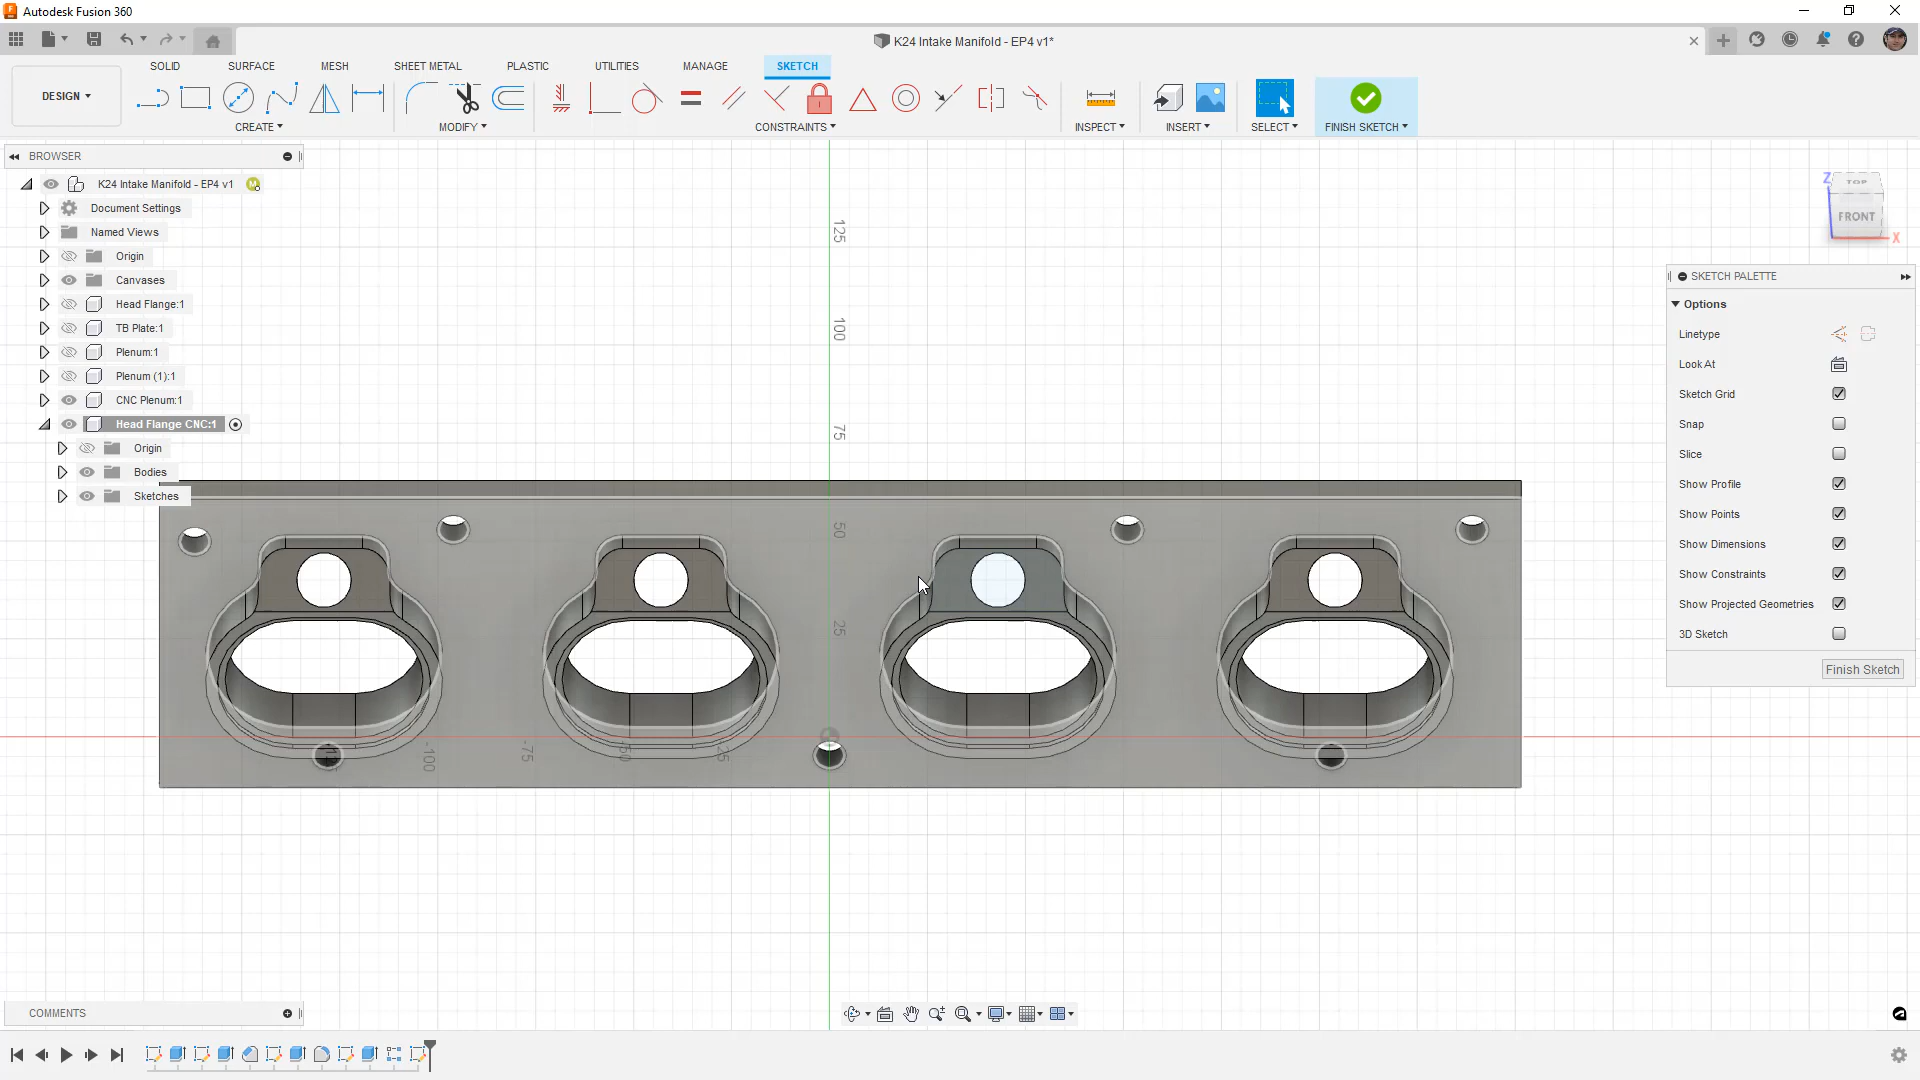 Autodesk Fusion 360
K24 Intake Manifold - EP4 v1*
DESIGN
SOLID SURFACE MESH SHEET METAL PLASTIC UTILITIES MANAGE SKETCH
CREATE MODIFY CONSTRAINTS INSPECT INSERT SELECT FINISH SKETCH
BROWSER
K24 Intake Manifold - EP4 v1
Document Settings
Named Views
Origin
Canvases
Head Flange:1
TB Plate:1
Plenum:1
Plenum (1):1
CNC Plenum:1
Head Flange CNC:1
Origin
Bodies
Sketches
125
100
75
50
25
-100
-75
Z
TOP
FRONT
X
SKETCH PALETTE
Options
Linetype
Look At
Sketch Grid
Snap
Slice
Show Profile
Show Points
Show Dimensions
Show Constraints
Show Projected Geometries
3D Sketch
Finish Sketch
COMMENTS